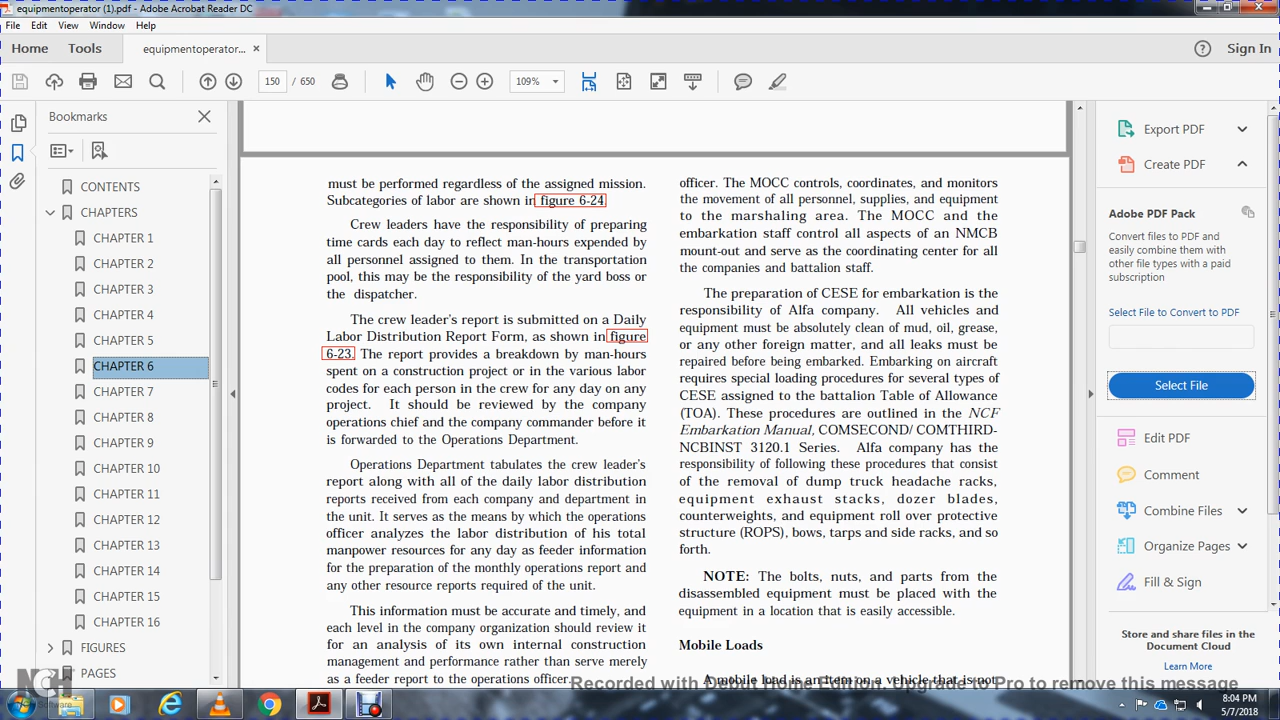 equipmentoperator (1).pdf - Adobe Acrobat Reader DC
File Edit View Window Help
Home Tools equipmentoperator... × Sign In
150 / 650 109%
Bookmarks
CONTENTS
CHAPTERS
CHAPTER 1
CHAPTER 2
CHAPTER 3
CHAPTER 4
CHAPTER 5
CHAPTER 6
CHAPTER 7
CHAPTER 8
CHAPTER 9
CHAPTER 10
CHAPTER 11
CHAPTER 12
CHAPTER 13
CHAPTER 14
CHAPTER 15
CHAPTER 16
FIGURES
PAGES
must be performed regardless of the assigned mission.
Subcategories of labor are shown in figure 6-24
Crew leaders have the responsibility of preparing
time cards each day to reflect man-hours expended by
all personnel assigned to them. In the transportation
pool, this may be the responsibility of the yard boss or
the dispatcher.
The crew leader's report is submitted on a Daily
Labor Distribution Report Form, as shown in figure
6-23. The report provides a breakdown by man-hours
spent on a construction project or in the various labor
codes for each person in the crew for any day on any
project. It should be reviewed by the company
operations chief and the company commander before it
is forwarded to the Operations Department.
Operations Department tabulates the crew leader's
report along with all of the daily labor distribution
reports received from each company and department in
the unit. It serves as the means by which the operations
officer analyzes the labor distribution of his total
manpower resources for any day as feeder information
for the preparation of the monthly operations report and
any other resource reports required of the unit.
This information must be accurate and timely, and
each level in the company organization should review it
for an analysis of its own internal construction
management and performance rather than serve merely
as a feeder report to the operations officer.
officer. The MOCC controls, coordinates, and monitors
the movement of all personnel, supplies, and equipment
to the marshaling area. The MOCC and the
embarkation staff control all aspects of an NMCB
mount-out and serve as the coordinating center for all
the companies and battalion staff.
The preparation of CESE for embarkation is the
responsibility of Alfa company. All vehicles and
equipment must be absolutely clean of mud, oil, grease,
or any other foreign matter, and all leaks must be
repaired before being embarked. Embarking on aircraft
requires special loading procedures for several types of
CESE assigned to the battalion Table of Allowance
(TOA). These procedures are outlined in the NCF
Embarkation Manual, COMSECOND/ COMTHIRD-
NCBINST 3120.1 Series. Alfa company has the
responsibility of following these procedures that consist
of the removal of dump truck headache racks,
equipment exhaust stacks, dozer blades,
counterweights, and equipment roll over protective
structure (ROPS), bows, tarps and side racks, and so
forth.
NOTE: The bolts, nuts, and parts from the
disassembled equipment must be placed with the
equipment in a location that is easily accessible.
Mobile Loads
A mobile load is an item on a vehicle that is not
Export PDF
Create PDF
Adobe PDF Pack
Convert files to PDF and
easily combine them with
other file types with a paid
subscription
Select File to Convert to PDF
Select File
Edit PDF
Comment
Combine Files
Organize Pages
Fill & Sign
Store and share files in the
Document Cloud
Learn More
NCH
Software
Recorded with Debut Home Edition. Upgrade to Pro to remove this message
8:04 PM
5/7/2018